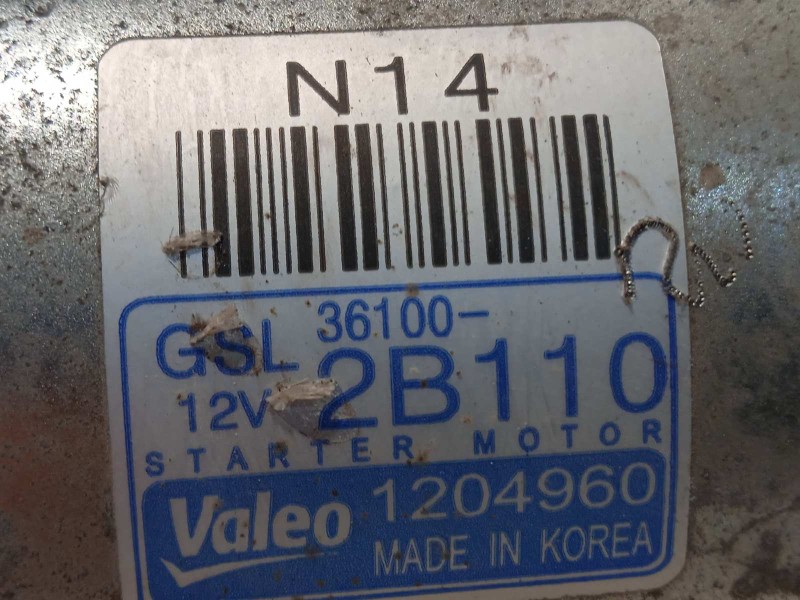 N14
GSL 36100-
12V 2B110
STARTER MOTOR
Valeo 1204960
MADE IN KOREA